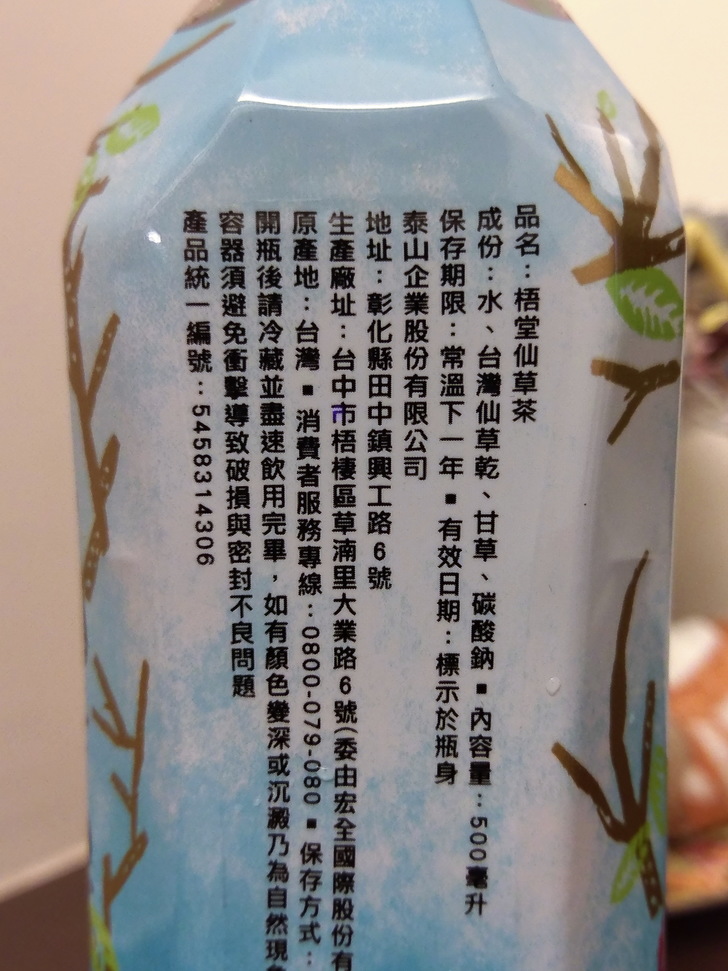 品名：梧堂仙草茶
成份：水、台灣仙草乾、甘草、碳酸鈉■內容量：500毫升
保存期限：常溫下一年■有效日期：標示於瓶身
泰山企業股份有限公司
地址：彰化縣田中鎮興工路6號
生產廠址：台中市梧棲區草湳里大業路6號(委由宏全國際股份有
原產地：台灣■消費者服務專線：0800-079-080■保存方式：
開瓶後請冷藏並盡速飲用完畢，如有顏色變深或沉澱乃為自然現象
容器須避免衝擊導致破損與密封不良問題
產品統一編號：5458314306